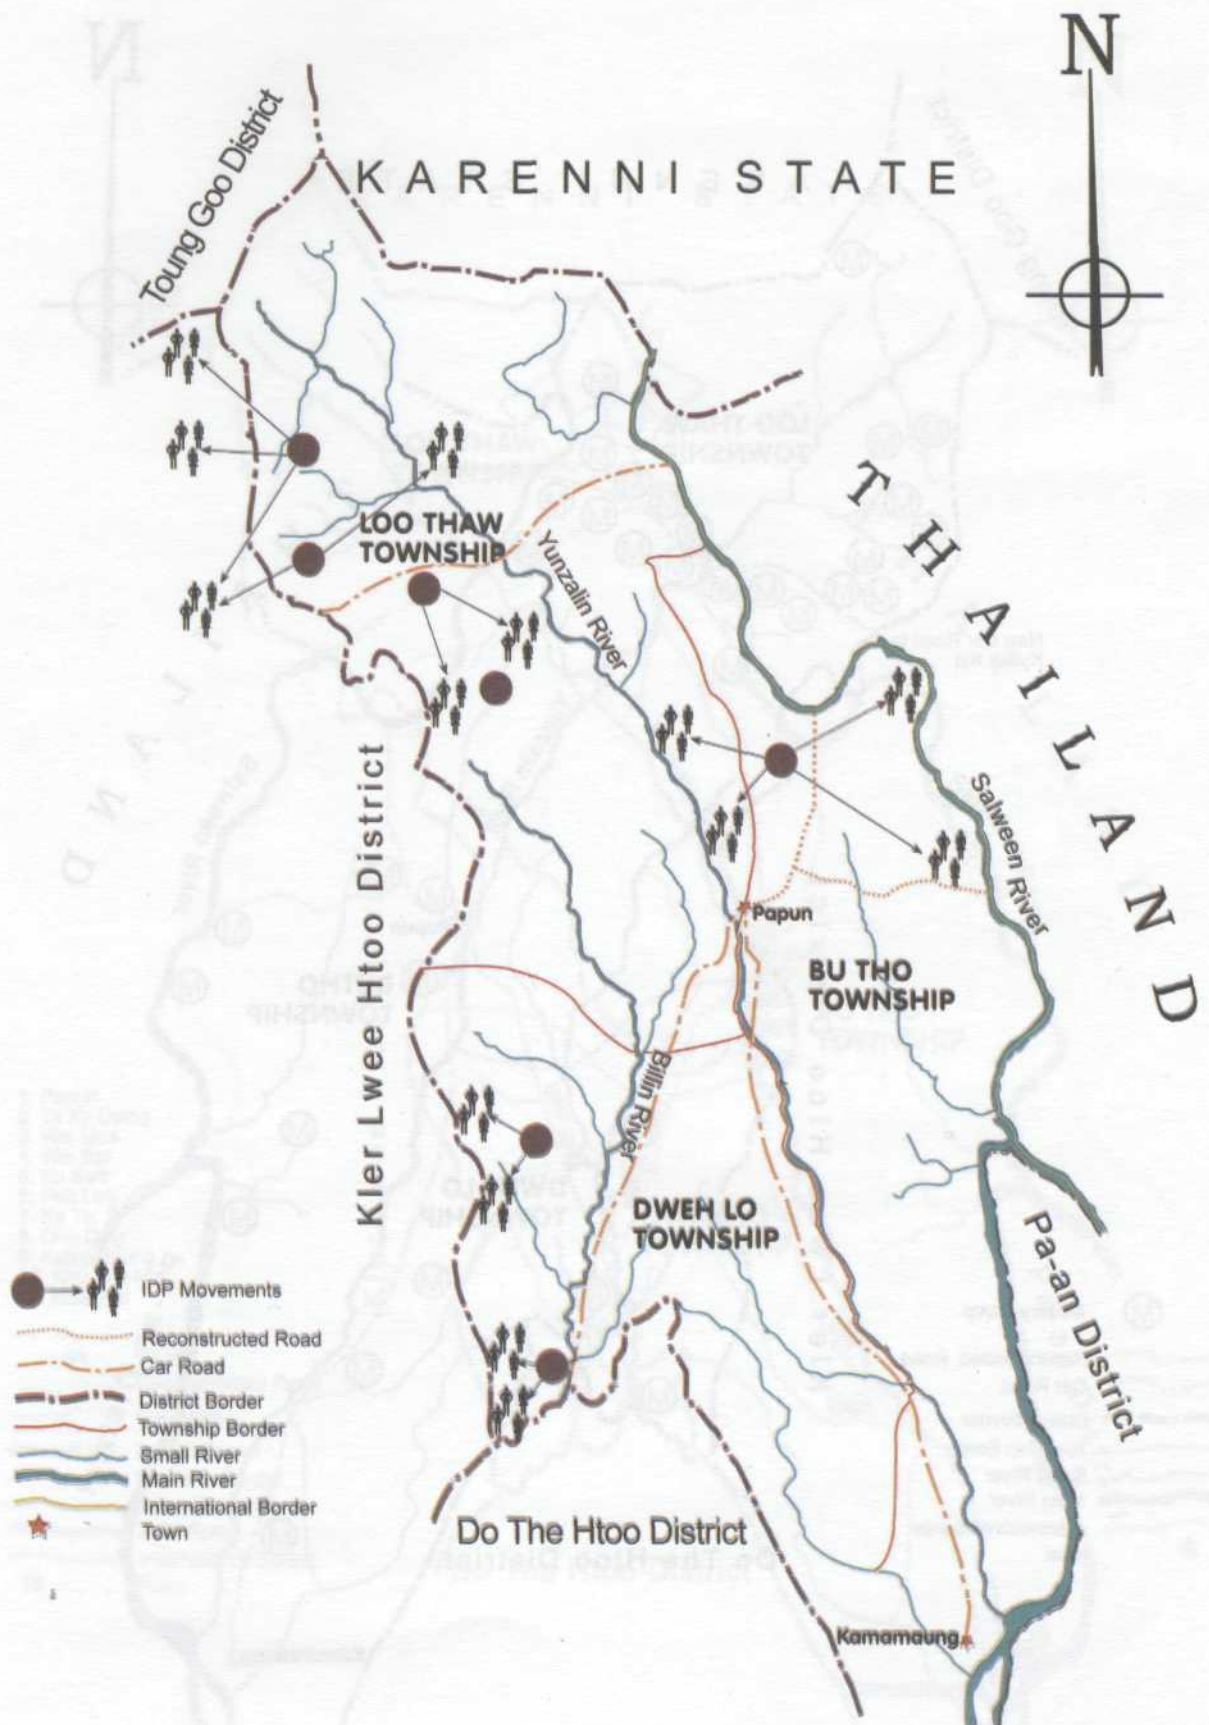 N
Toung Goo District
KARENNI STATE
THAILAND
LOO THAW
TOWNSHIP
Yunzalin River
Salween River
Kler Lwee Htoo District
Papun
BU THO
TOWNSHIP
Billin River
DWEH LO
TOWNSHIP
Pa-an District
IDP Movements
Reconstructed Road
Car Road
District Border
Township Border
Small River
Main River
International Border
Town
Do The Htoo District
Kamamaung